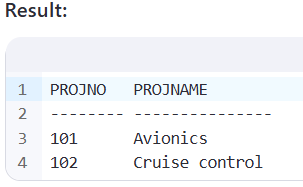 Result:
1 PROJNO   PROJNAME
2 -------- ---------------
3 101      Avionics
4 102      Cruise control